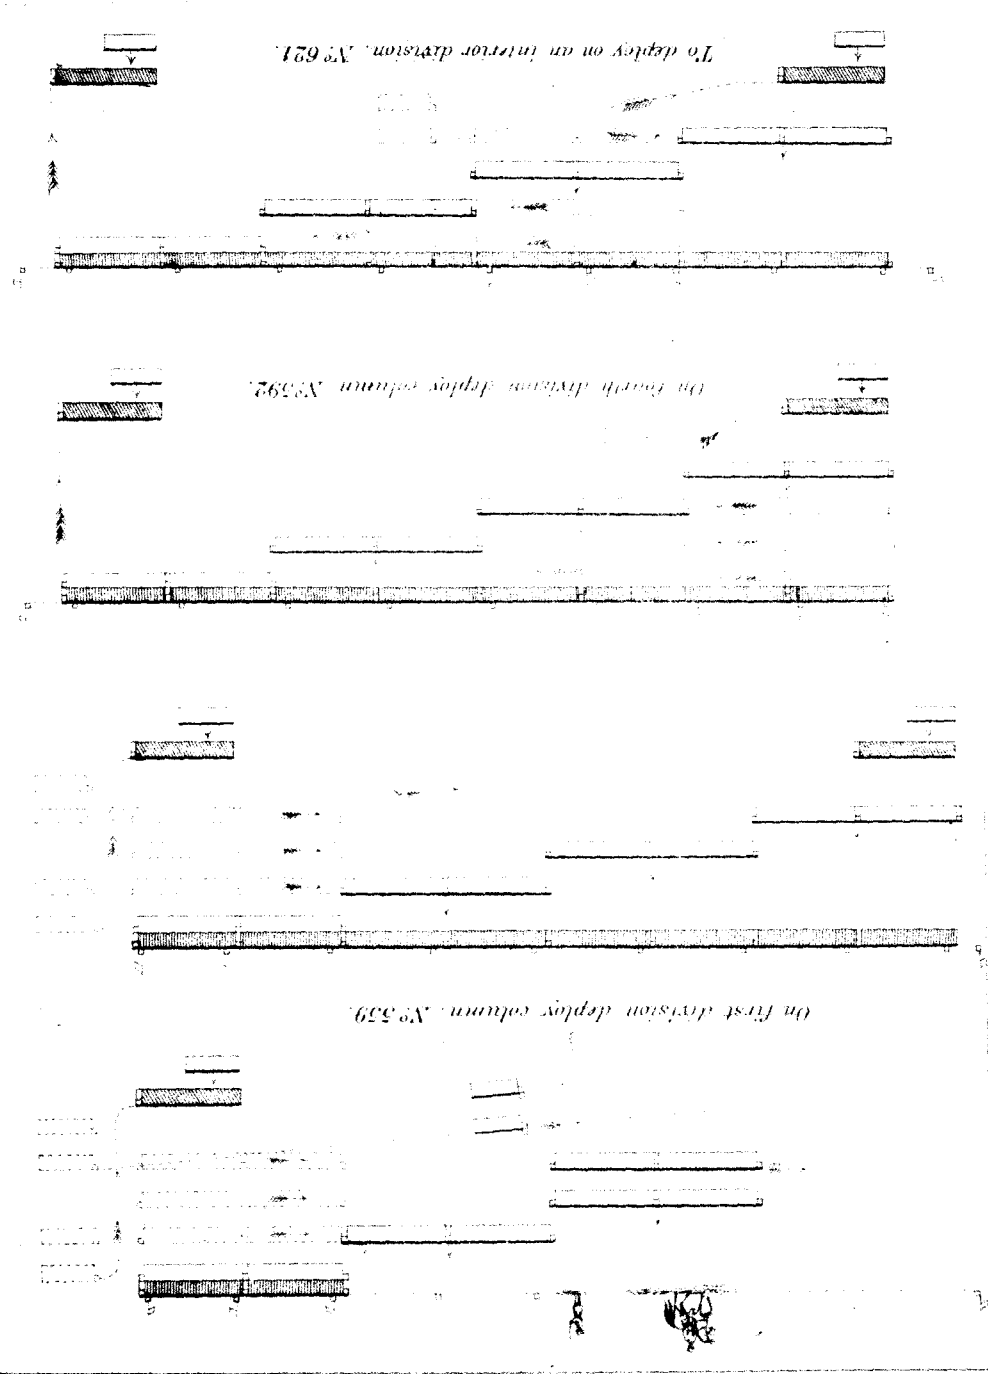 On first division deploy column. Nº 559.
On fourth division deploy column Nº 592.
To deploy on an interior division. Nº 621.